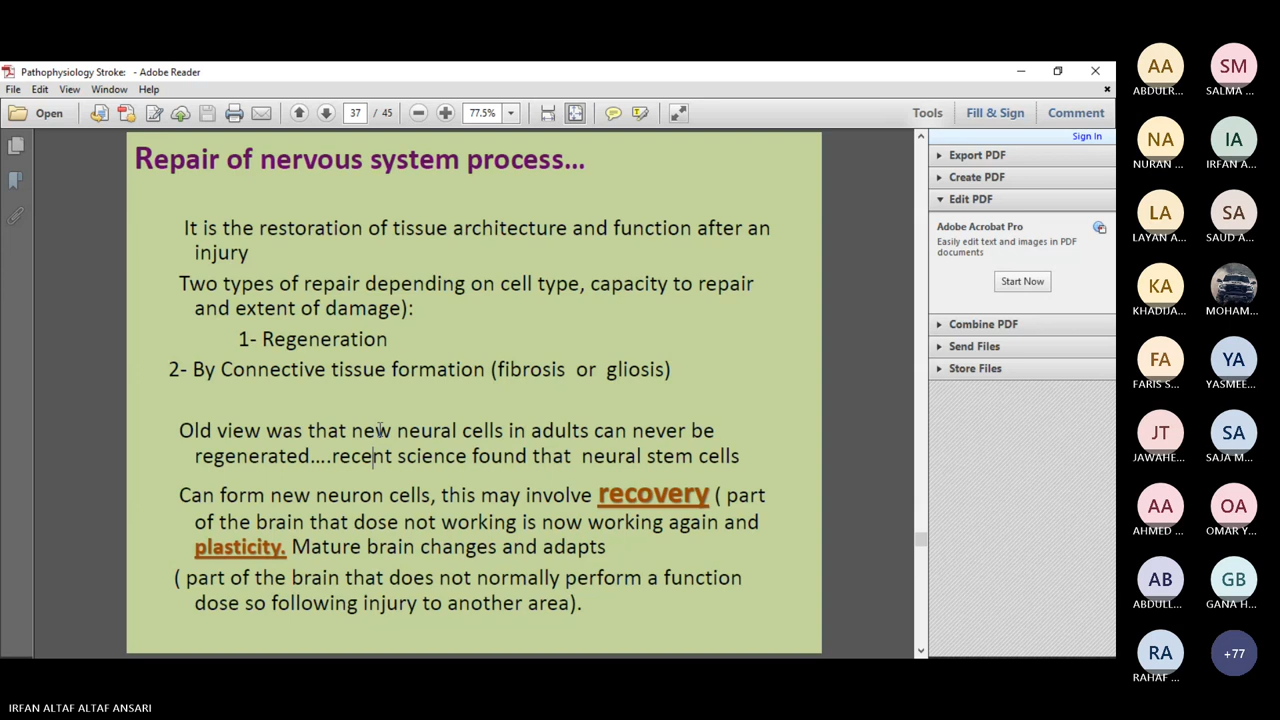 Pathophysiology Stroke: - Adobe Reader
File Edit View Window Help
Open 37 / 45 77.5% Tools Fill & Sign Comment
Sign In
Export PDF
Create PDF
Edit PDF
Adobe Acrobat Pro
Easily edit text and images in PDF
documents
Start Now
Combine PDF
Send Files
Store Files
Repair of nervous system process...
It is the restoration of tissue architecture and function after an
injury
Two types of repair depending on cell type, capacity to repair
and extent of damage):
1- Regeneration
2- By Connective tissue formation (fibrosis or gliosis)
Old view was that new neural cells in adults can never be
regenerated....recent science found that neural stem cells
Can form new neuron cells, this may involve recovery ( part
of the brain that dose not working is now working again and
plasticity. Mature brain changes and adapts
( part of the brain that does not normally perform a function
dose so following injury to another area).
AA SM
ABDULR... SALMA ...
NA IA
NURAN ... IRFAN A...
LA SA
LAYAN A... SAUD A...
KA
KHADIJA... MOHAM...
FA YA
FARIS S... YASMEE...
JT SA
JAWAHE... SAJA M...
AA OA
AHMED ... OMAR Y...
AB GB
ABDULL... GANA H...
RA +77
RAHAF ...
IRFAN ALTAF ALTAF ANSARI